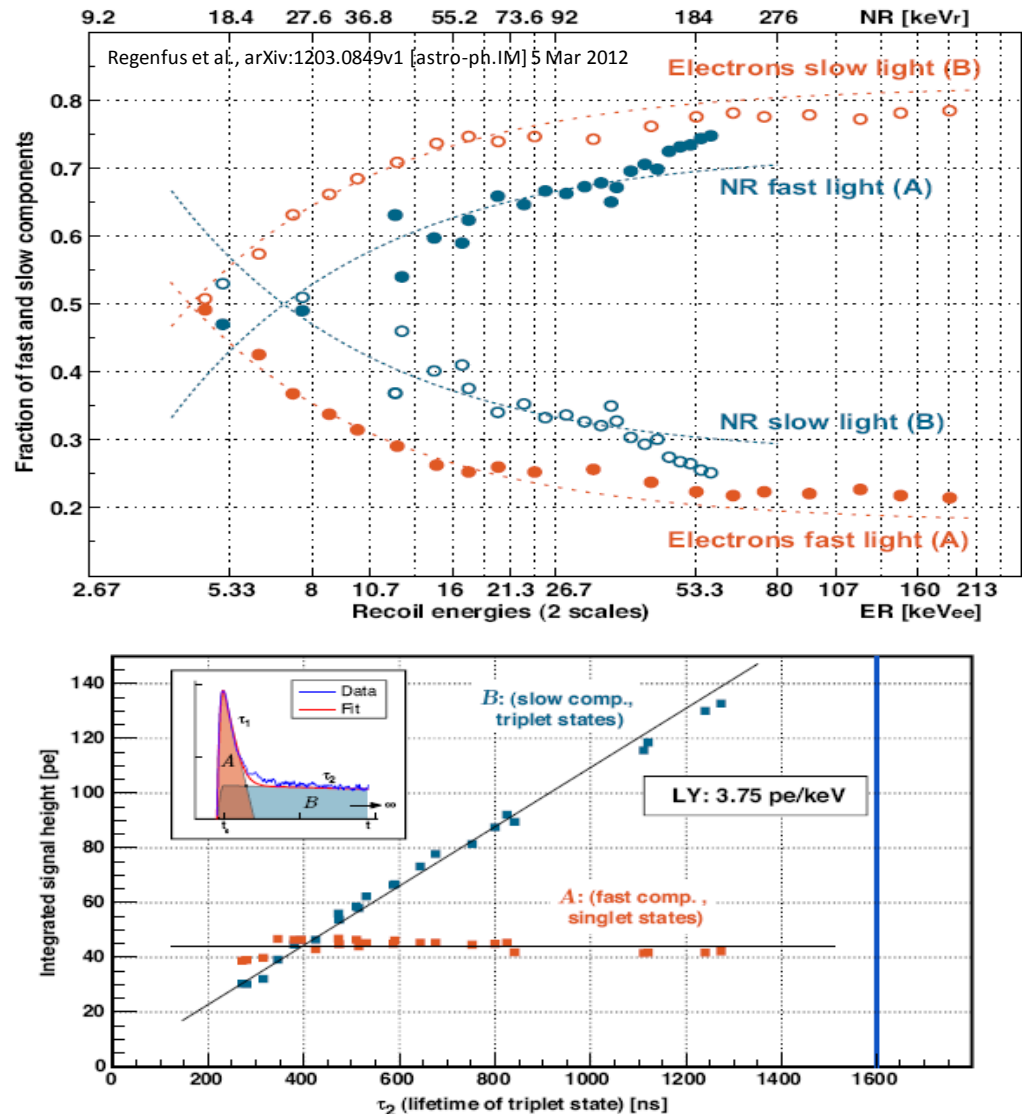 9.2 18.4 27.6 36.8 55.2 73.6 92 184 276 NR [keVr]
Regenfus et al., arXiv:1203.0849v1 [astro-ph.IM] 5 Mar 2012
Electrons slow light (B)
0.8
0.7
NR fast light (A)
0.6
0.5
0.4
NR slow light (B)
0.3
0.2
Electrons fast light (A)
Fraction of fast and slow components
2.67 5.33 8 10.7 16 21.3 26.7 53.3 80 107 160 213
Recoil energies (2 scales) ER [keVee]
140
120
100
80
60
40
20
0
Integrated signal height [pe]
Data
Fit
τ1
A
τ2
B
∞
t
B: (slow comp.,
triplet states)
LY: 3.75 pe/keV
A: (fast comp. ,
singlet states)
0 200 400 600 800 1000 1200 1400 1600
τ2 (lifetime of triplet state) [ns]